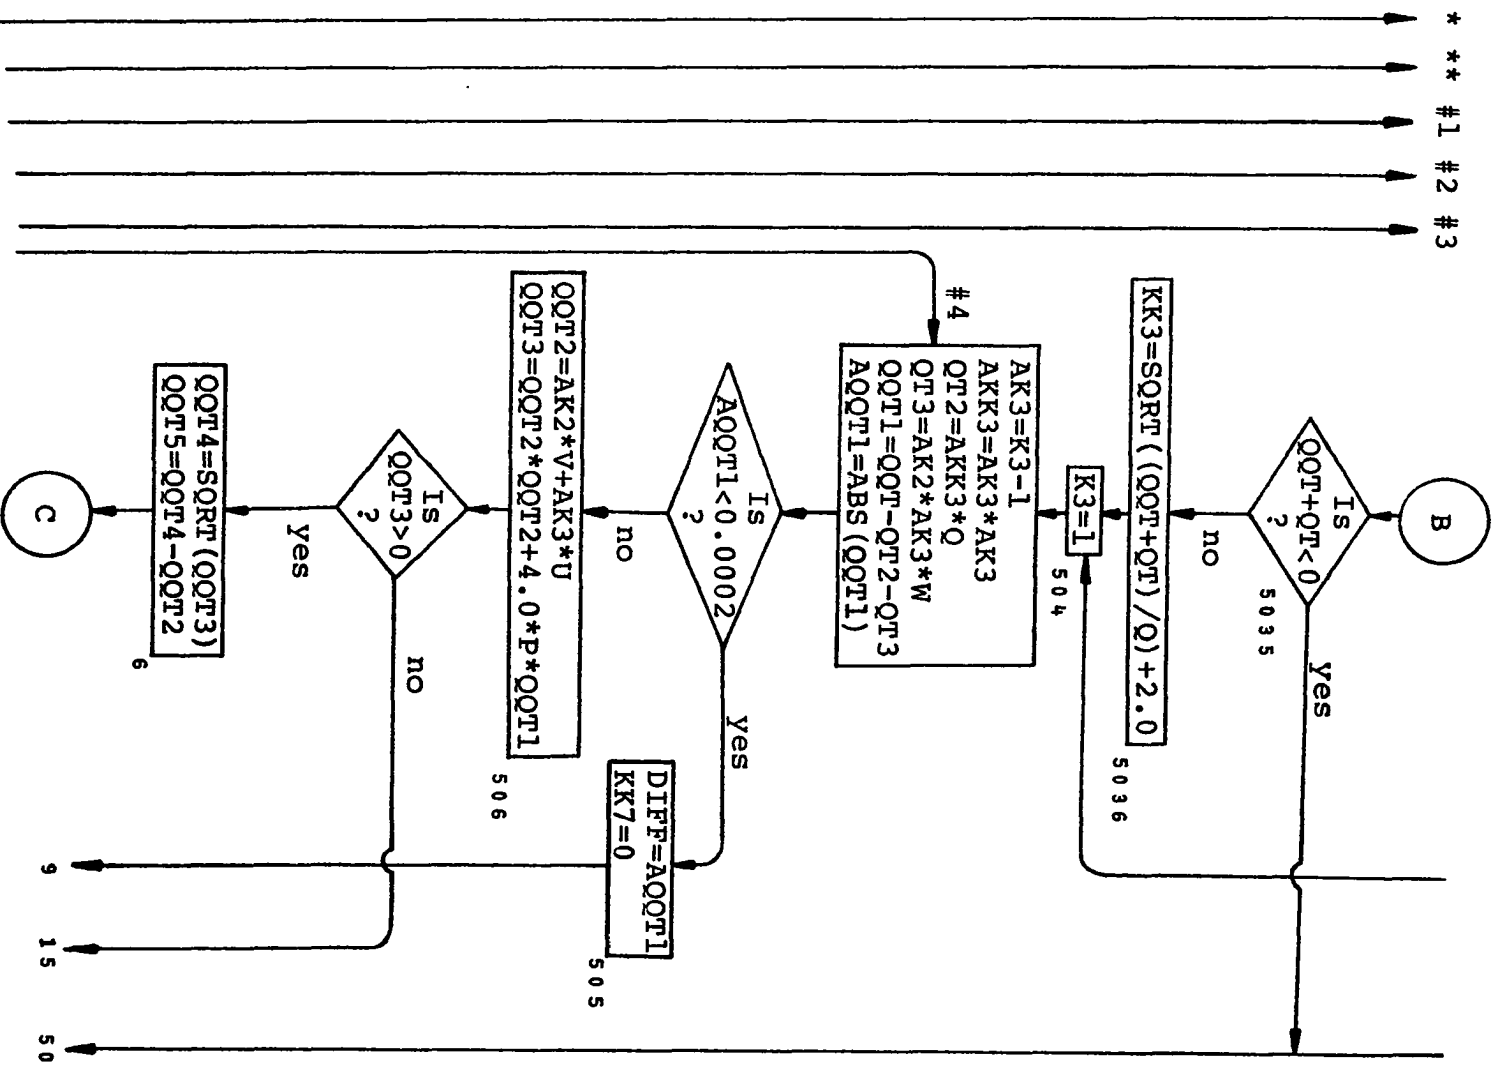 * ** #1 #2 #3
B
Is
QQT+QT<0
?
5035
yes
no
KK3=SQRT((QQT+QT)/Q)+2.0
5036
K3=1
504
#4
AK3=K3-1
AKK3=AK3*AK3
QT2=AKK3*Q
QT3=AK2*AK3*W
QQT1=QQT-QT2-QT3
AQQT1=ABS(QQT1)
Is
AQQT1<0.0002
?
yes
no
DIFF=AQQT1
KK7=0
505
QQT2=AK2*V+AK3*U
QQT3=QQT2*QQT2+4.0*P*QQT1
506
Is
QQT3>0
?
no
yes
QQT4=SQRT(QQT3)
QQT5=QQT4-QQT2
6
C
9
15
50